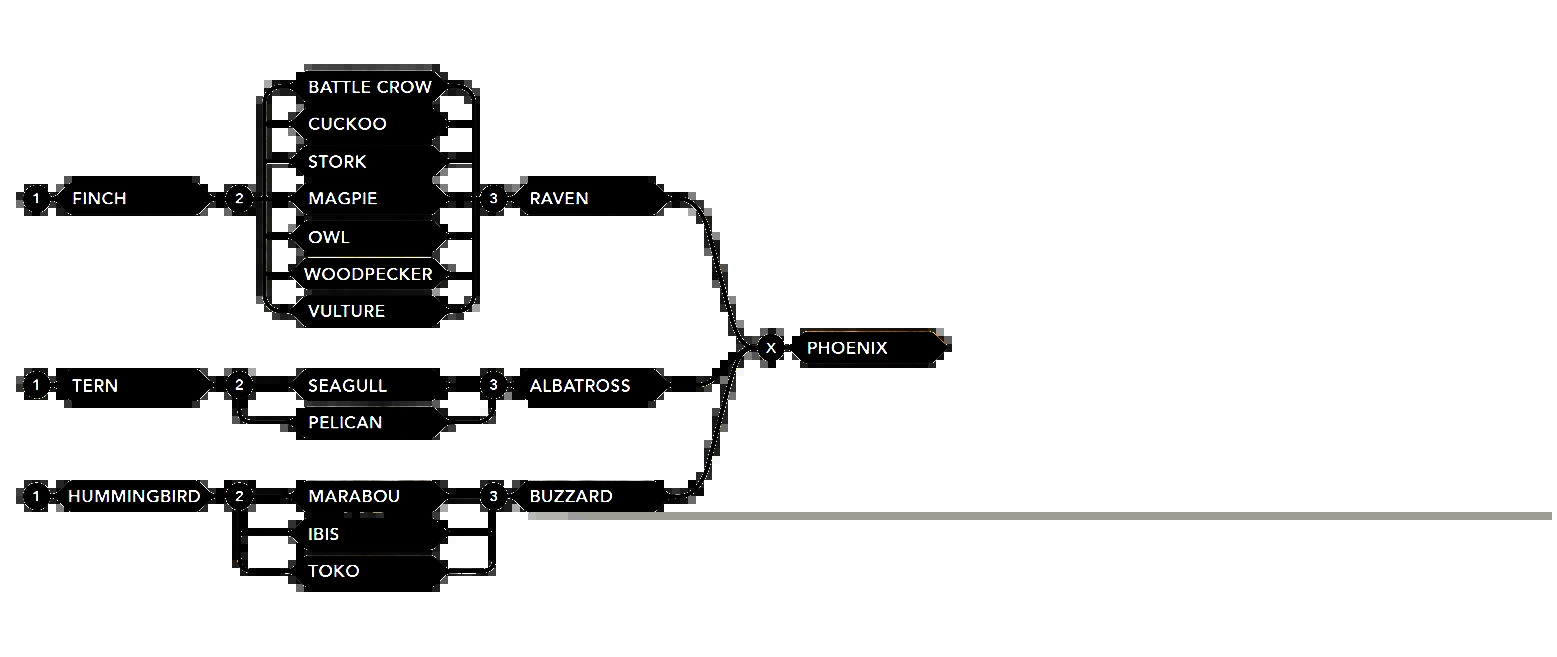 BATTLE CROW
CUCKOO
STORK
1 FINCH 2 MAGPIE 3 RAVEN
OWL
WOODPECKER
VULTURE
X PHOENIX
1 TERN 2 SEAGULL 3 ALBATROSS
PELICAN
1 HUMMINGBIRD 2 MARABOU 3 BUZZARD
IBIS
TOKO